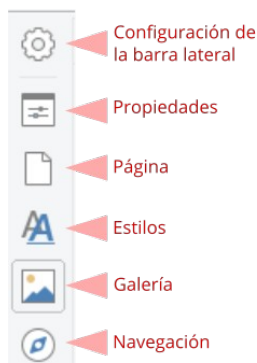 Configuración de
la barra lateral
Propiedades
Página
Estilos
Galería
Navegación